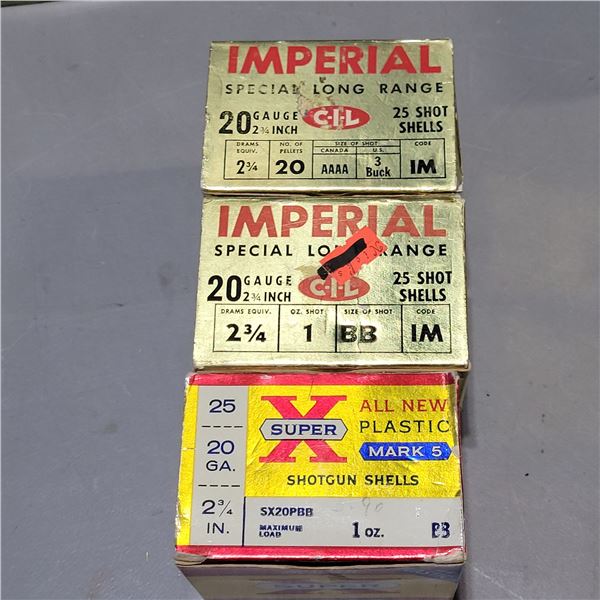 IMPERIAL
SPECIAL LONG RANGE
20 GAUGE 2¾ INCH C-I-L 25 SHOT SHELLS
DRAMS EQUIV. NO. OF PELLETS SIZE OF SHOT CODE
CANADA U.S.
2¾ 20 AAAA 3 Buck IM
IMPERIAL
SPECIAL RANGE
20 GAUGE 2¾ INCH C-I-L 25 SHOT SHELLS
DRAMS EQUIV. OZ. SHOT SIZE OF SHOT CODE
2¾ 1 BB IM
25
20 GA.
2¾ IN.
SUPER X
ALL NEW
PLASTIC
MARK 5
SHOTGUN SHELLS
SX20PBB
MAXIMUM LOAD 1 oz. BB
SUPER X